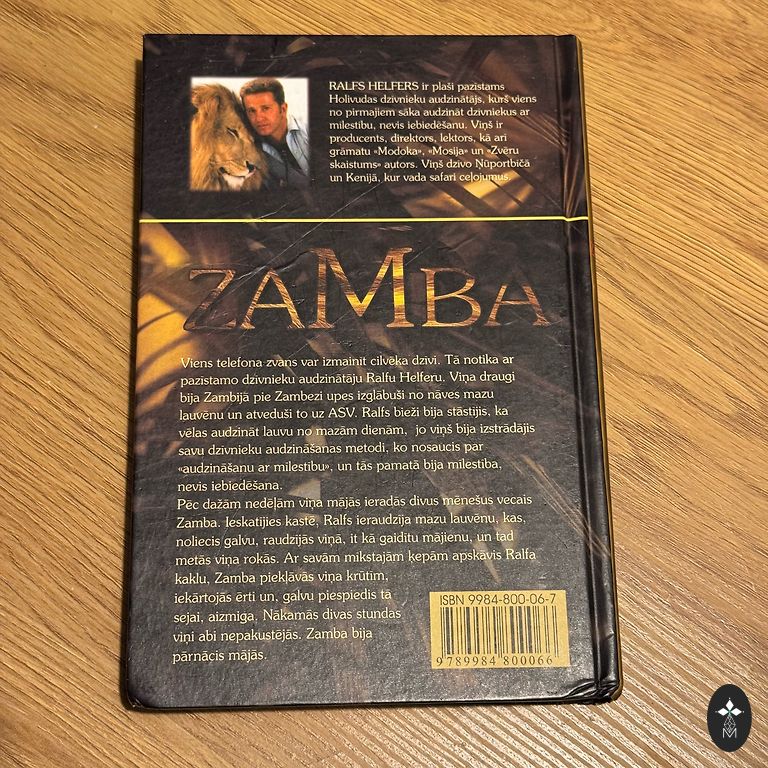 RALFS HELFERS ir plaši pazīstams
Holivudas dzīvnieku audzinātājs, kurš viens
no pirmajiem sāka audzināt dzīvniekus ar
mīlestību, nevis iebiedēšanu. Viņš ir
producents, direktors, lektors, kā arī
grāmatu «Modoka», «Mosija» un «Zvēru
skaistums» autors. Viņš dzīvo Ņūportbīčā
un Kenijā, kur vada safari ceļojumus.
ZAMBA
Viens telefona zvans var izmainīt cilvēka dzīvi. Tā notika ar
pazīstamo dzīvnieku audzinātāju Ralfu Helferu. Viņa draugi
bija Zambijā pie Zambezi upes izglābuši no nāves mazu
lauvēnu un atveduši to uz ASV. Ralfs bieži bija stāstījis, ka
vēlas audzināt lauvu no mazām dienām, jo viņš bija izstrādājis
savu dzīvnieku audzināšanas metodi, ko nosaucis par
«audzināšanu ar mīlestību», un tās pamatā bija mīlestība,
nevis iebiedēšana.
Pēc dažām nedēļām viņa mājās ieradās divus mēnešus vecais
Zamba. Ieskatījies kastē, Ralfs ieraudzīja mazu lauvēnu, kas,
noliecis galvu, raudzījās viņā, it kā gaidītu mājienu, un tad
metās viņa rokās. Ar savām mīkstajām ķepām apskāvis Ralfa
kaklu, Zamba piekļāvās viņa krūtīm,
iekārtojās ērti un, galvu piespiedis tā
sejai, aizmiga. Nākamās divas stundas
viņi abi nepakustējās. Zamba bija
pārnācis mājās.
ISBN 9984-800-06-7
9 789984 800066
M